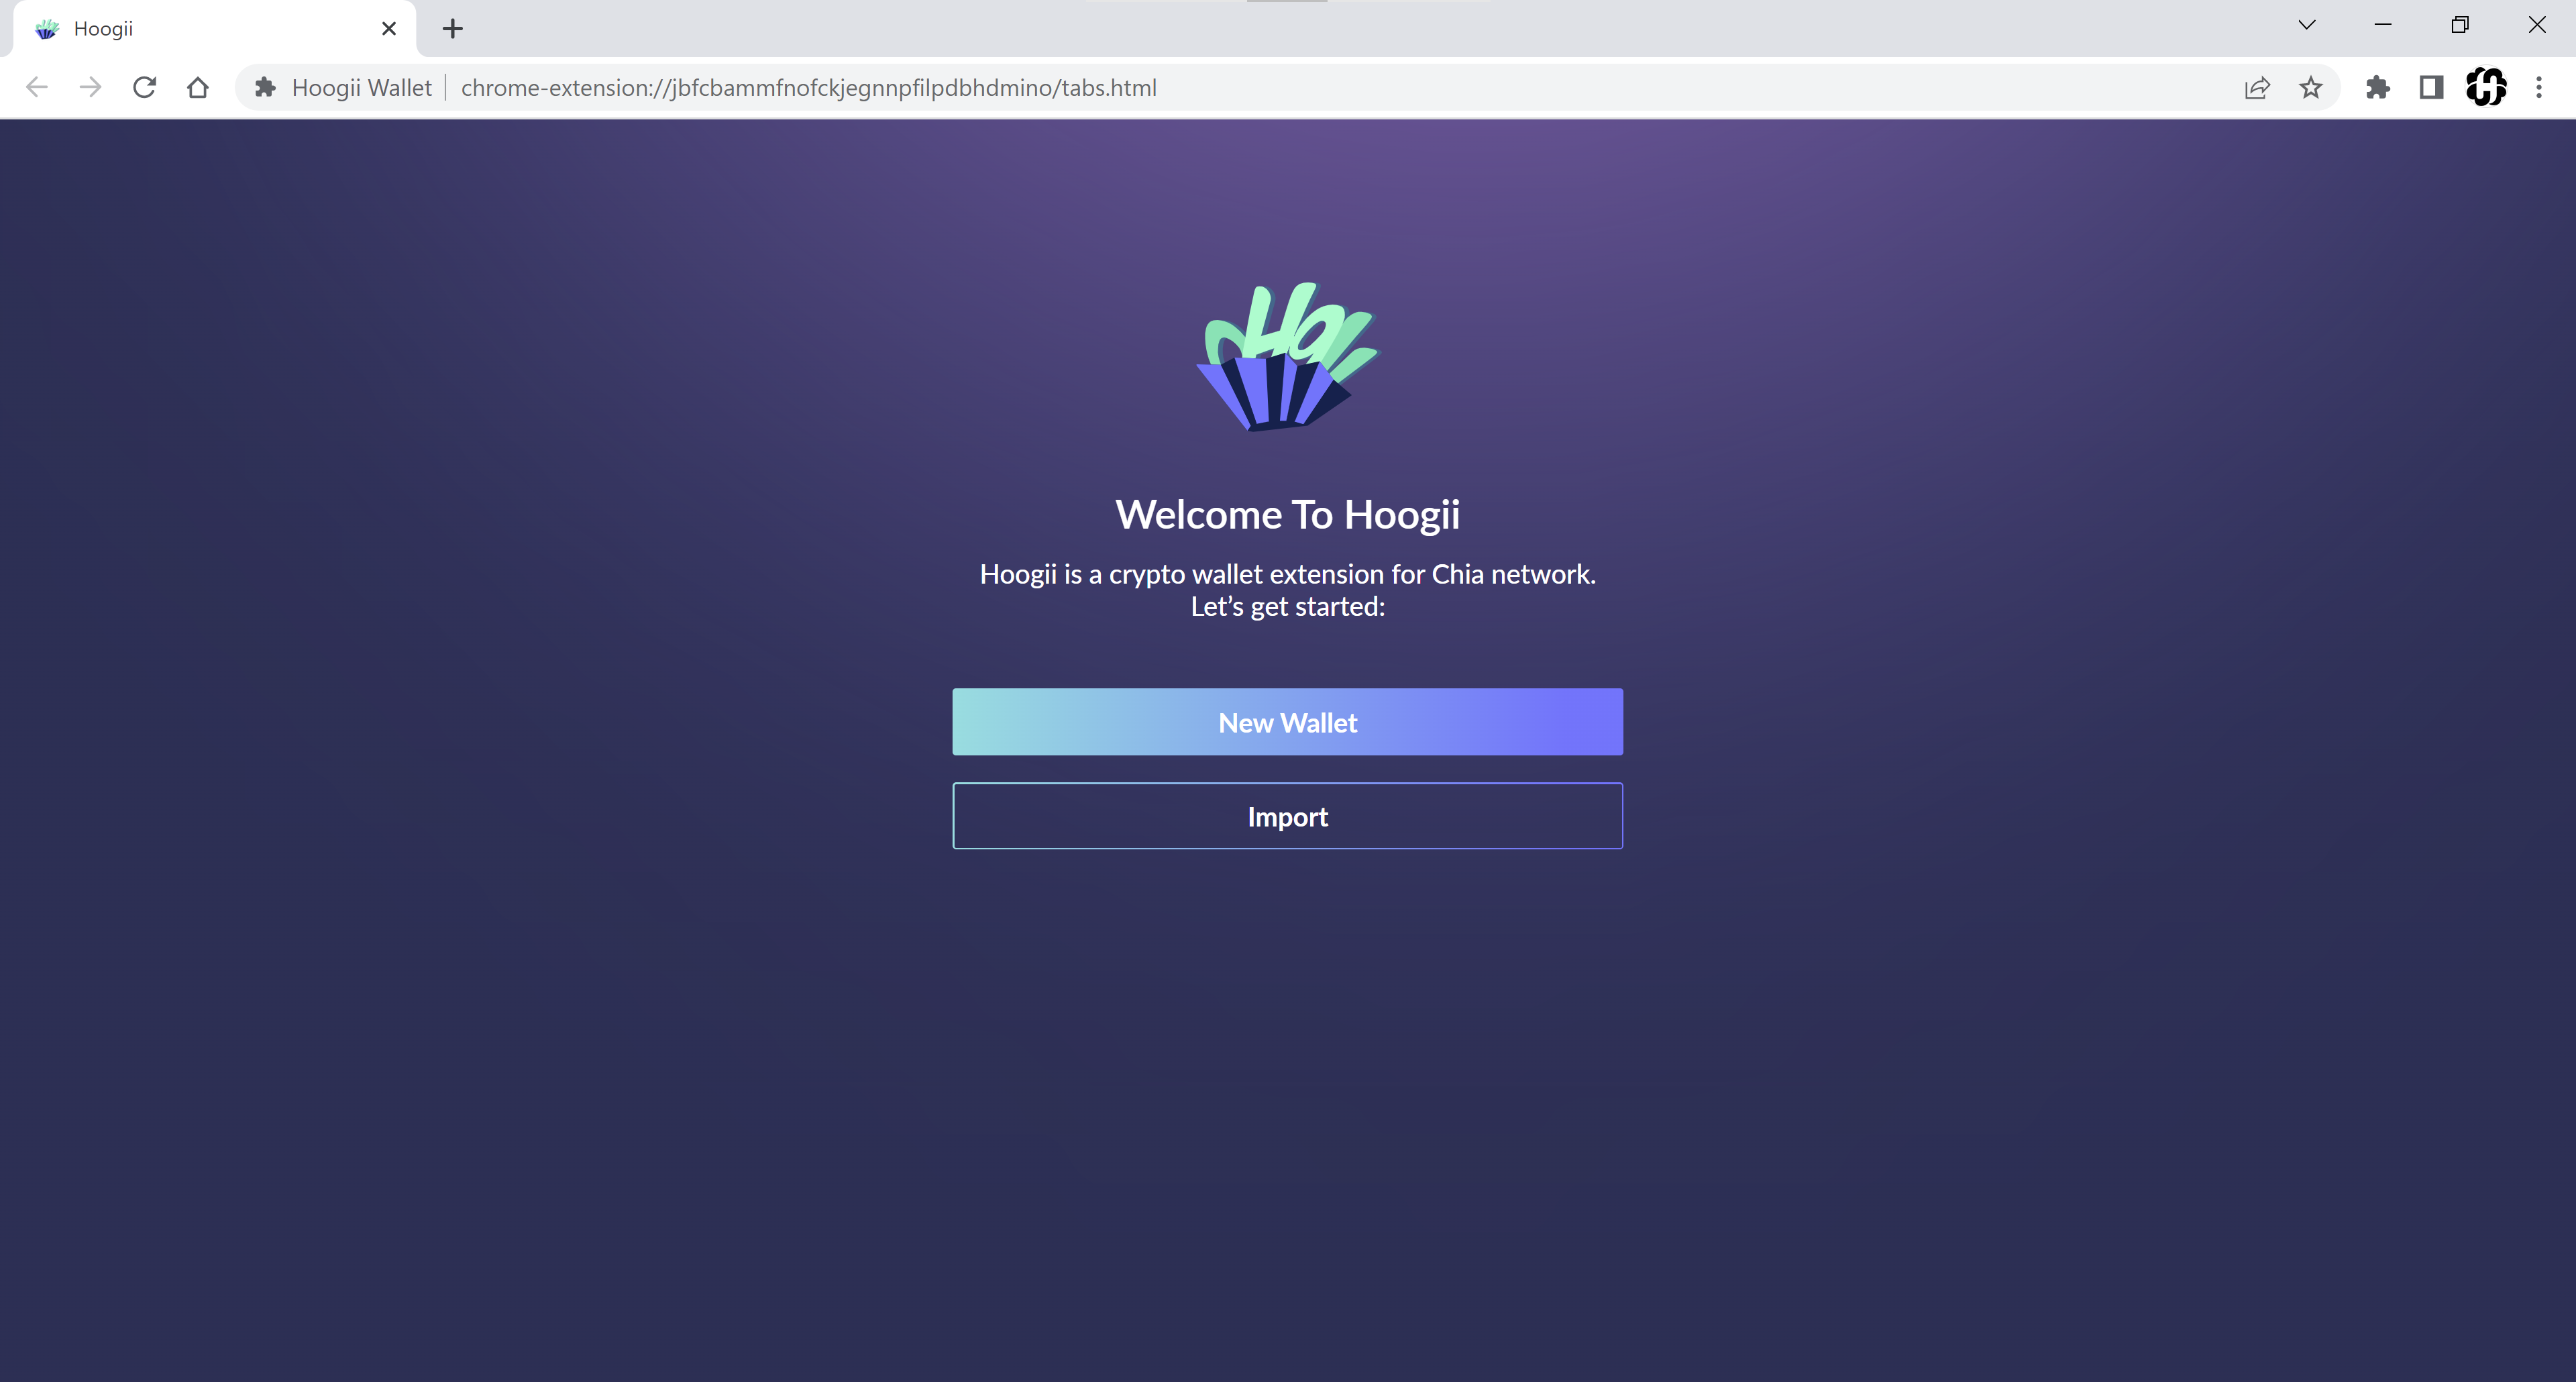 Hoogii
Hoogii Wallet
chrome-extension://jbfcbammfnofckjegnnpfilpdbhdmino/tabs.html
Welcome To Hoogii
Hoogii is a crypto wallet extension for Chia network.
Let’s get started:
New Wallet
Import